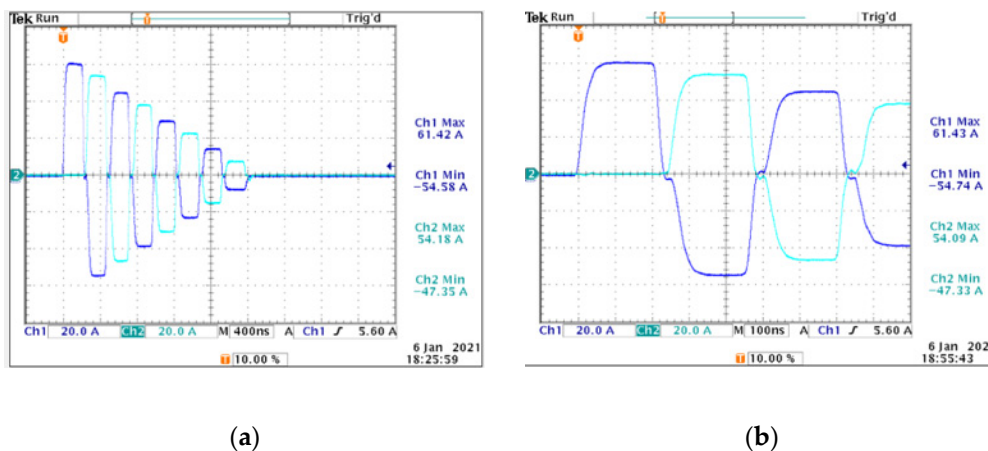 Tek Run Trig'd
T
T
Ch1 Max
61.42 A
Ch1 Min
-54.58 A
Ch2 Max
54.18 A
Ch2 Min
-47.35 A
2
Ch1 20.0 A Ch2 20.0 A M 400ns A Ch1 ∫ 5.60 A
6 Jan 2021
T 10.00 % 18:25:59
(a)
Tek Run Trig'd
T
T
Ch1 Max
61.43 A
Ch1 Min
-54.74 A
Ch2 Max
54.09 A
Ch2 Min
-47.33 A
2
Ch1 20.0 A Ch2 20.0 A M 100ns A Ch1 ∫ 5.60 A
6 Jan 202
T 10.00 % 18:55:43
(b)